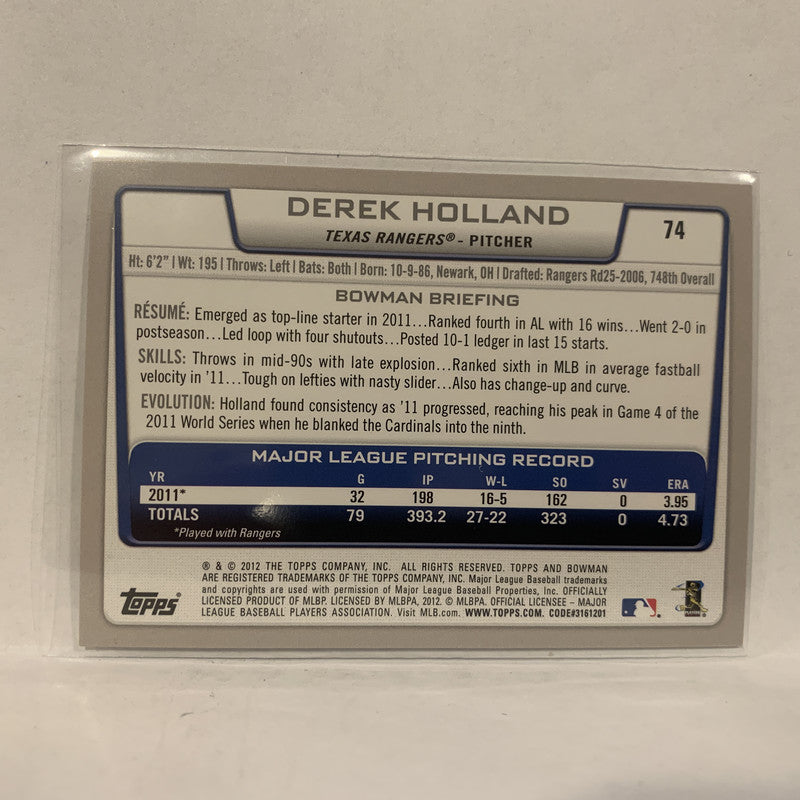 DEREK HOLLAND
TEXAS RANGERS® - PITCHER
74
Ht: 6'2" | Wt: 195 | Throws: Left | Bats: Both | Born: 10-9-86, Newark, OH | Drafted: Rangers Rd25-2006, 748th Overall
BOWMAN BRIEFING
RÉSUMÉ: Emerged as top-line starter in 2011...Ranked fourth in AL with 16 wins...Went 2-0 in
postseason...Led loop with four shutouts...Posted 10-1 ledger in last 15 starts.
SKILLS: Throws in mid-90s with late explosion...Ranked sixth in MLB in average fastball
velocity in '11...Tough on lefties with nasty slider...Also has change-up and curve.
EVOLUTION: Holland found consistency as '11 progressed, reaching his peak in Game 4 of the
2011 World Series when he blanked the Cardinals into the ninth.
MAJOR LEAGUE PITCHING RECORD
YR G IP W-L SO SV ERA
2011* 32 198 16-5 162 0 3.95
TOTALS 79 393.2 27-22 323 0 4.73
*Played with Rangers
® & © 2012 THE TOPPS COMPANY, INC. ALL RIGHTS RESERVED. TOPPS AND BOWMAN
ARE REGISTERED TRADEMARKS OF THE TOPPS COMPANY, INC. Major League Baseball trademarks
and copyrights are used with permission of Major League Baseball Properties, Inc. OFFICIALLY
LICENSED PRODUCT OF MLBP. LICENSED BY MLBPA, 2012. © MLBPA. OFFICIAL LICENSEE – MAJOR
LEAGUE BASEBALL PLAYERS ASSOCIATION. Visit MLB.com. WWW.TOPPS.COM. CODE#3161201
TOPPS